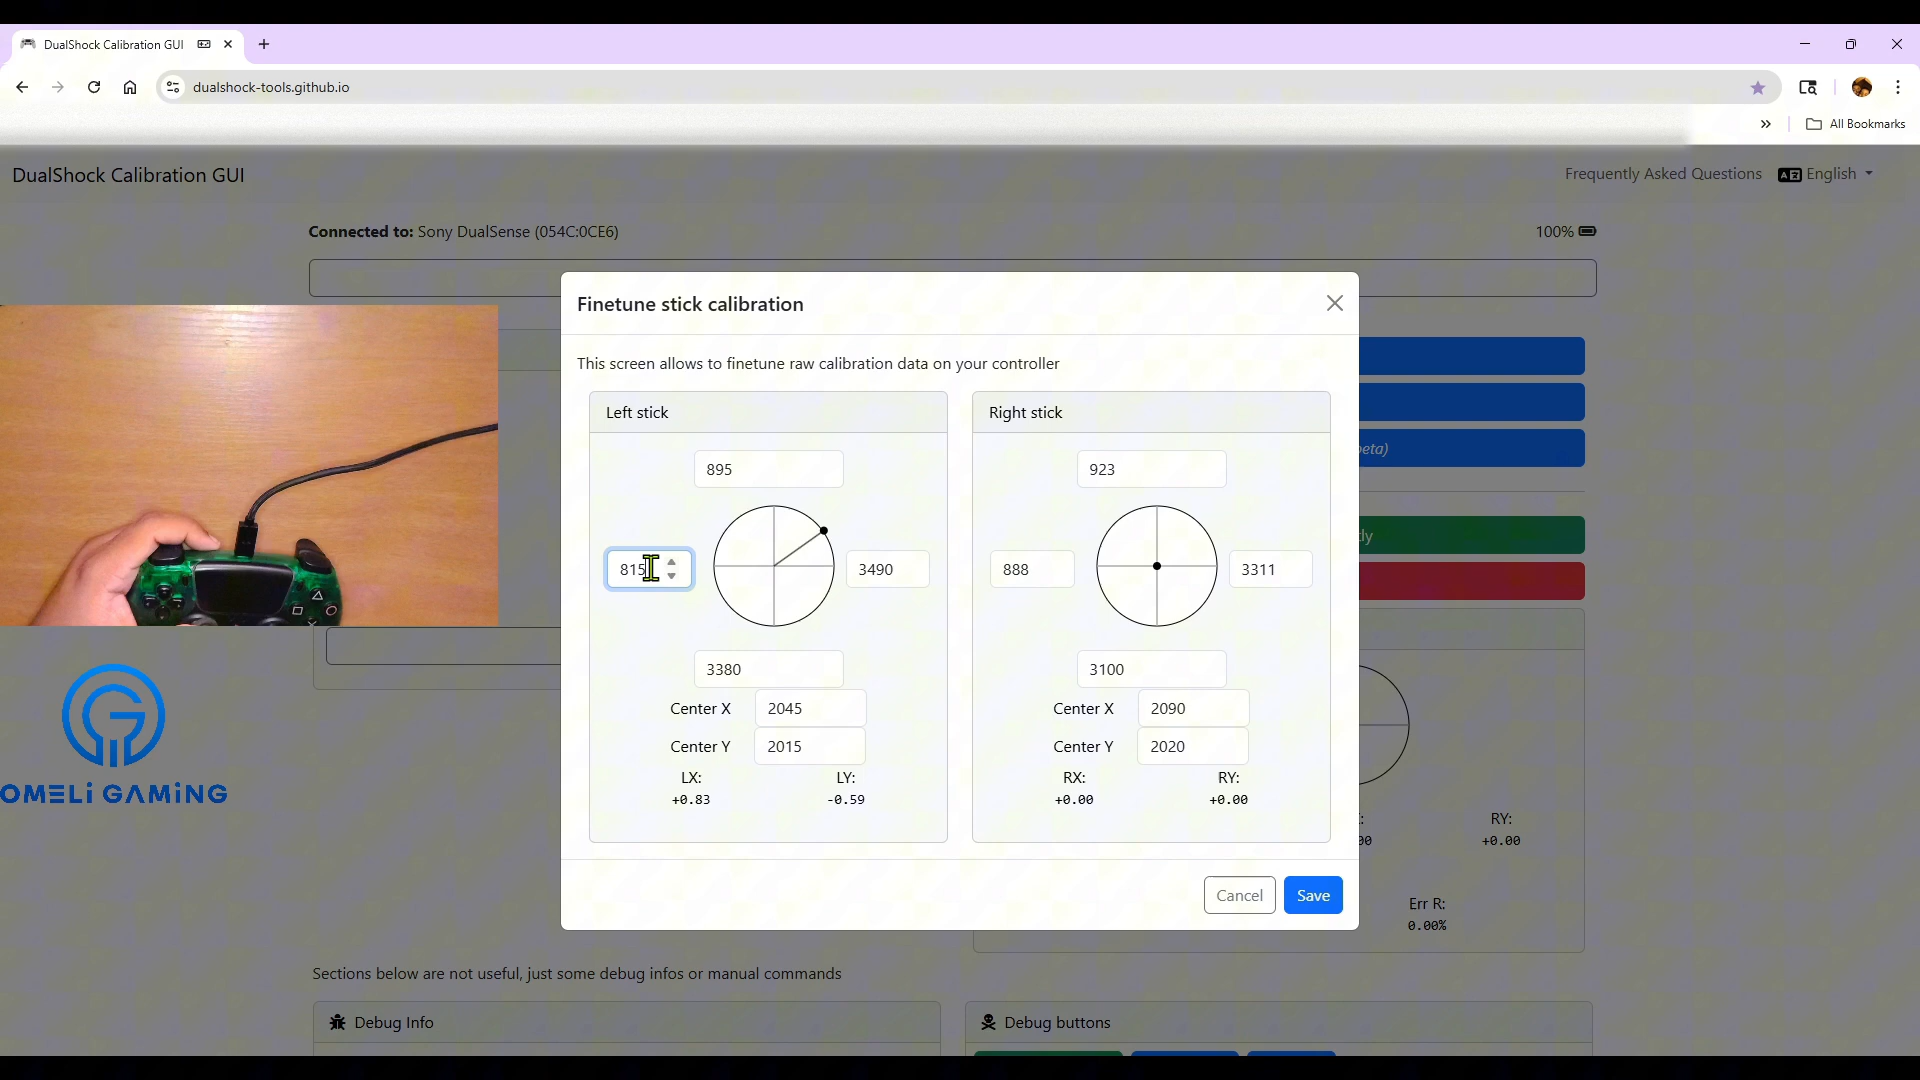 DualShock Calibration GUI
dualshock-tools.github.io
All Bookmarks
DualShock Calibration GUI
Frequently Asked Questions
English
Connected to: Sony DualSense (054C:0CE6)
100%
Finetune stick calibration
This screen allows to finetune raw calibration data on your controller
Left stick
Right stick
895
923
815
3490
888
3311
3380
3100
Center X 2045
Center X 2090
Center Y 2015
Center Y 2020
LX: LY:
RX: RY:
+0.83 -0.59
+0.00 +0.00
RY:
+0.00
Cancel
Save
Err R:
0.00%
OMELi GAMiNG
Sections below are not useful, just some debug infos or manual commands
Debug Info
Debug buttons